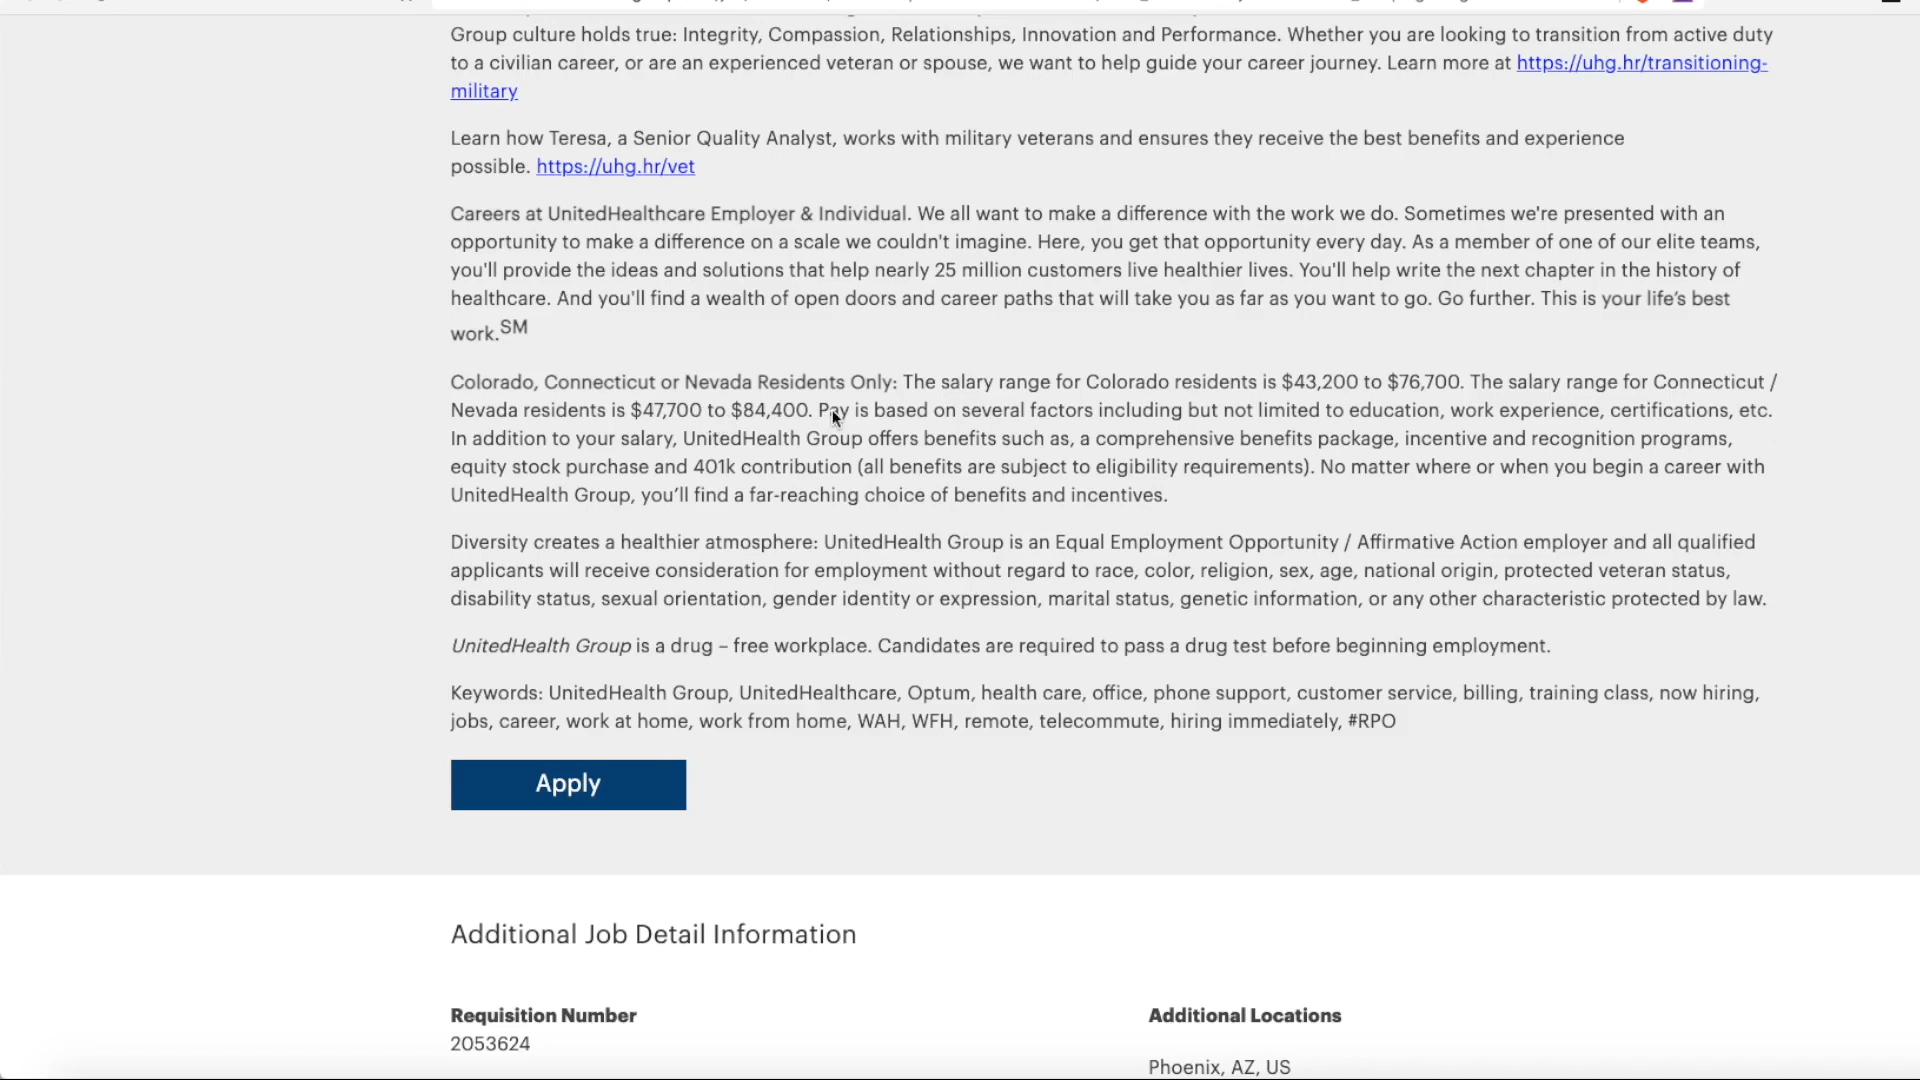 Group culture holds true: Integrity, Compassion, Relationships, Innovation and Performance. Whether you are looking to transition from active duty
to a civilian career, or are an experienced veteran or spouse, we want to help guide your career journey. Learn more at https://uhg.hr/transitioning-
military
Learn how Teresa, a Senior Quality Analyst, works with military veterans and ensures they receive the best benefits and experience
possible. https://uhg.hr/vet
Careers at UnitedHealthcare Employer & Individual. We all want to make a difference with the work we do. Sometimes we're presented with an
opportunity to make a difference on a scale we couldn't imagine. Here, you get that opportunity every day. As a member of one of our elite teams,
you'll provide the ideas and solutions that help nearly 25 million customers live healthier lives. You'll help write the next chapter in the history of
healthcare. And you'll find a wealth of open doors and career paths that will take you as far as you want to go. Go further. This is your life’s best
work.SM
Colorado, Connecticut or Nevada Residents Only: The salary range for Colorado residents is $43,200 to $76,700. The salary range for Connecticut /
Nevada residents is $47,700 to $84,400. Pay is based on several factors including but not limited to education, work experience, certifications, etc.
In addition to your salary, UnitedHealth Group offers benefits such as, a comprehensive benefits package, incentive and recognition programs,
equity stock purchase and 401k contribution (all benefits are subject to eligibility requirements). No matter where or when you begin a career with
UnitedHealth Group, you’ll find a far-reaching choice of benefits and incentives.
Diversity creates a healthier atmosphere: UnitedHealth Group is an Equal Employment Opportunity / Affirmative Action employer and all qualified
applicants will receive consideration for employment without regard to race, color, religion, sex, age, national origin, protected veteran status,
disability status, sexual orientation, gender identity or expression, marital status, genetic information, or any other characteristic protected by law.
UnitedHealth Group is a drug – free workplace. Candidates are required to pass a drug test before beginning employment.
Keywords: UnitedHealth Group, UnitedHealthcare, Optum, health care, office, phone support, customer service, billing, training class, now hiring,
jobs, career, work at home, work from home, WAH, WFH, remote, telecommute, hiring immediately, #RPO
Apply
Additional Job Detail Information
Requisition Number
2053624
Additional Locations
Phoenix, AZ, US